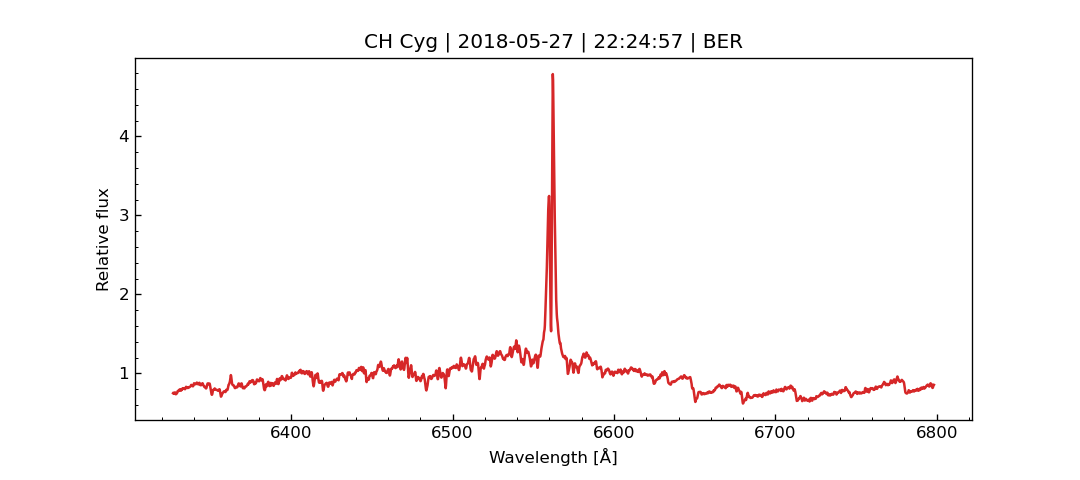 CH Cyg | 2018-05-27 | 22:24:57 | BER
4
3
2
1
Relative flux
6400 6500 6600 6700 6800
Wavelength [Å]